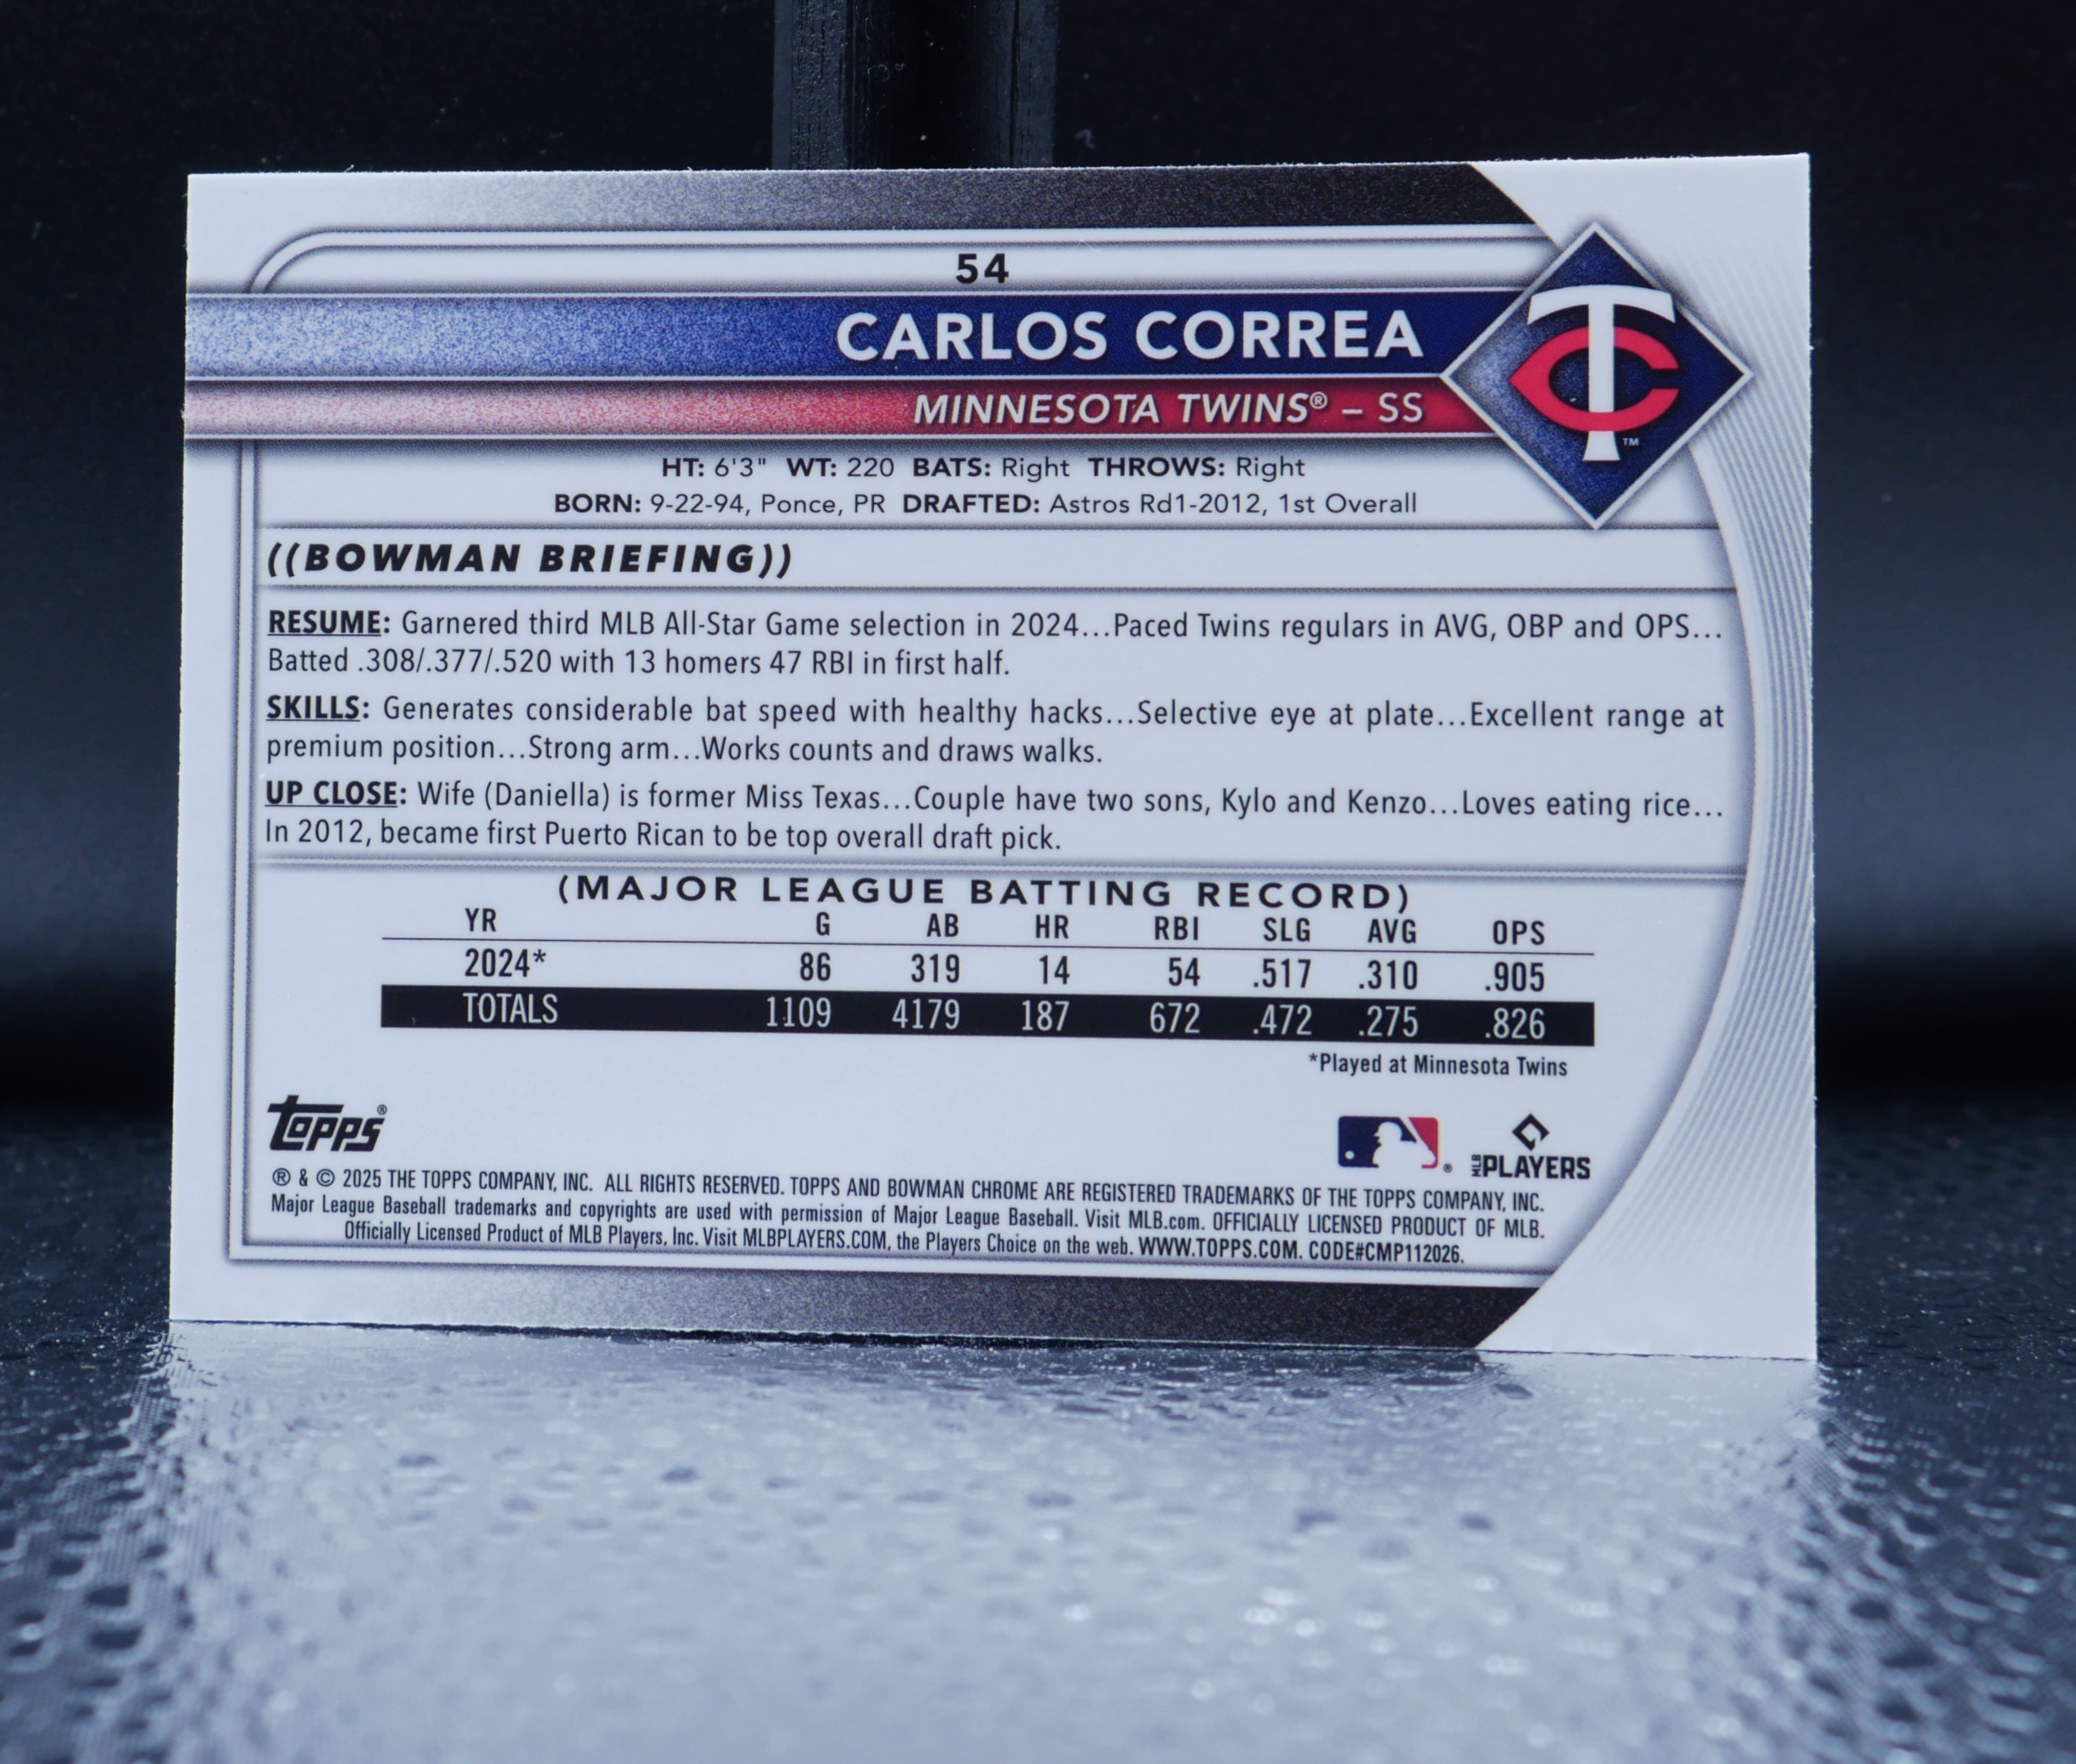 54
CARLOS CORREA
MINNESOTA TWINS® – SS
TC ™
HT: 6'3" WT: 220 BATS: Right THROWS: Right
BORN: 9-22-94, Ponce, PR DRAFTED: Astros Rd1-2012, 1st Overall
((BOWMAN BRIEFING))
RESUME: Garnered third MLB All-Star Game selection in 2024...Paced Twins regulars in AVG, OBP and OPS...
Batted .308/.377/.520 with 13 homers 47 RBI in first half.
SKILLS: Generates considerable bat speed with healthy hacks...Selective eye at plate...Excellent range at
premium position...Strong arm...Works counts and draws walks.
UP CLOSE: Wife (Daniella) is former Miss Texas...Couple have two sons, Kylo and Kenzo...Loves eating rice...
In 2012, became first Puerto Rican to be top overall draft pick.
(MAJOR LEAGUE BATTING RECORD)
YR G AB HR RBI SLG AVG OPS
2024* 86 319 14 54 .517 .310 .905
TOTALS 1109 4179 187 672 .472 .275 .826
*Played at Minnesota Twins
Topps® ® MLB PLAYERS
® & © 2025 THE TOPPS COMPANY, INC. ALL RIGHTS RESERVED. TOPPS AND BOWMAN CHROME ARE REGISTERED TRADEMARKS OF THE TOPPS COMPANY, INC.
Major League Baseball trademarks and copyrights are used with permission of Major League Baseball. Visit MLB.com. OFFICIALLY LICENSED PRODUCT OF MLB.
Officially Licensed Product of MLB Players, Inc. Visit MLBPLAYERS.COM, the Players Choice on the web. WWW.TOPPS.COM. CODE#CMP112026.